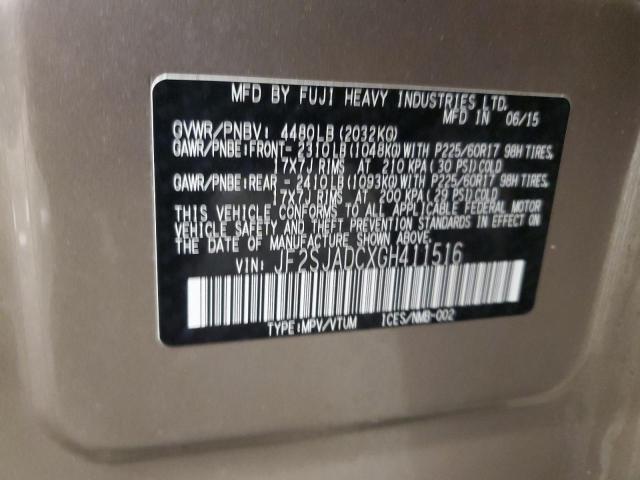 MFD BY FUJI HEAVY INDUSTRIES LTD.
MFD IN 06/15
GVWR/PNBV: 4480LB (2032KG)
GAWR/PNBE:FRONT- 2310LB(1048KG)WITH P225/60R17 98H TIRES,
17X7J RIMS AT 210 KPA (30 PSI)COLD
GAWR/PNBE:REAR - 2410LB(1093KG)WITH P225/60R17 98H TIRES,
17X7J RIMS AT 200 KPA (29 PSI)COLD
THIS VEHICLE CONFORMS TO ALL APPLICABLE FEDERAL MOTOR
VEHICLE SAFETY AND THEFT PREVENTION STANDARDS IN EFFECT ON
THE DATE OF MANUFACTURE SHOWN ABOVE.
VIN: JF2SJADCXGH411516
TYPE:MPV/VTUM ICES/NMB-002